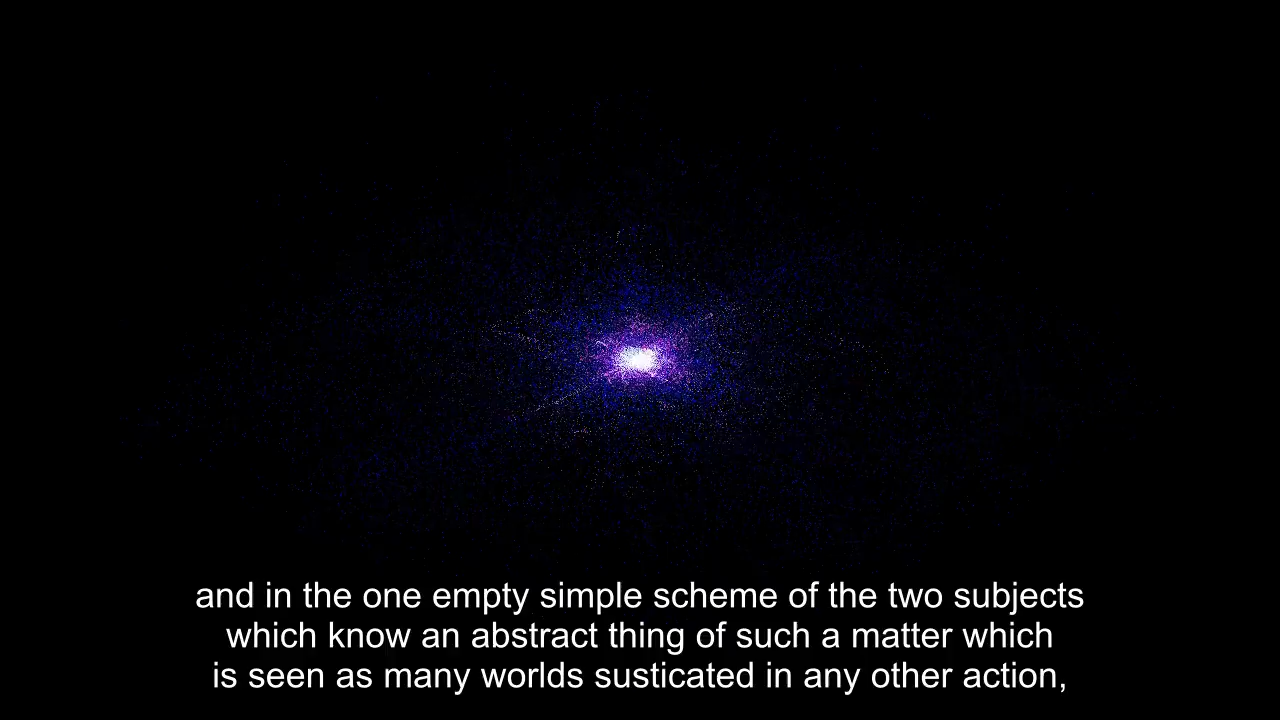 and in the one empty simple scheme of the two subjects
which know an abstract thing of such a matter which
is seen as many worlds susticated in any other action,